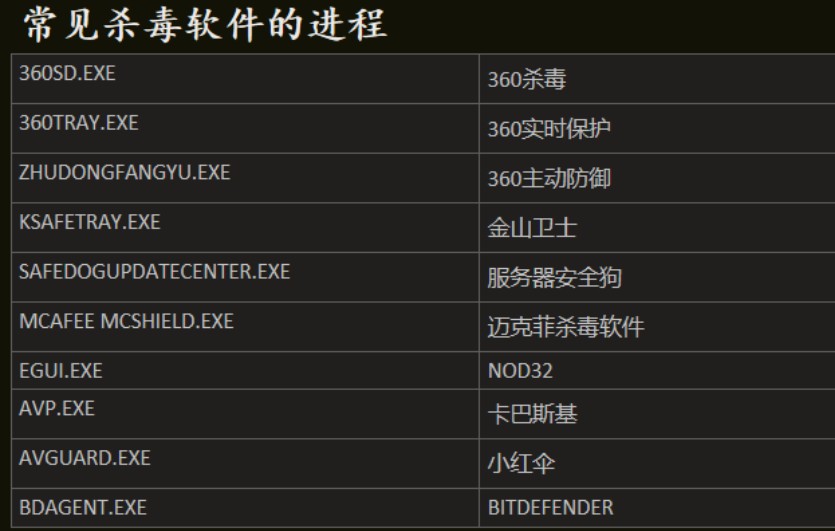 常见杀毒软件的进程
360SD.EXE 360杀毒
360TRAY.EXE 360实时保护
ZHUDONGFANGYU.EXE 360主动防御
KSAFETRAY.EXE 金山卫士
SAFEDOGUPDATECENTER.EXE 服务器安全狗
MCAFEE MCSHIELD.EXE 迈克菲杀毒软件
EGUI.EXE NOD32
AVP.EXE 卡巴斯基
AVGUARD.EXE 小红伞
BDAGENT.EXE BITDEFENDER